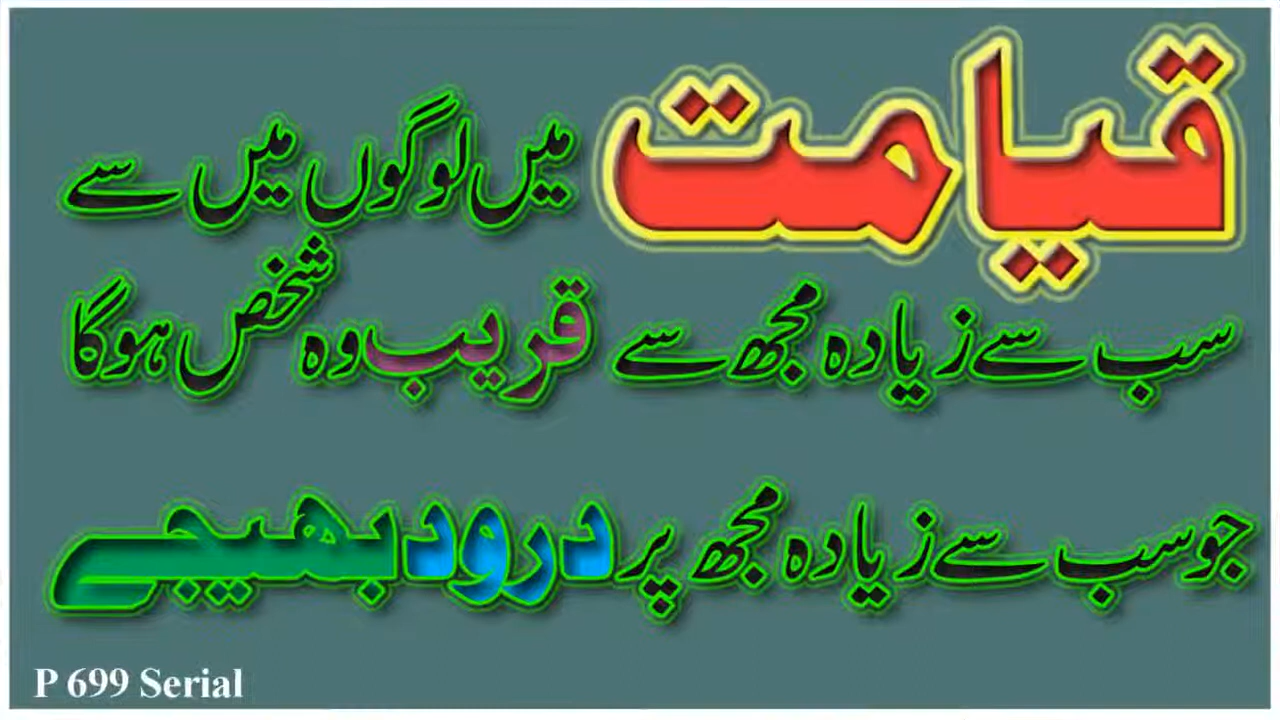 قیامت میں لوگوں میں سے
سب سے زیادہ مجھ سے قریب وہ شخص ہوگا
جو سب سے زیادہ مجھ پر درود بھیجے
P 699 Serial